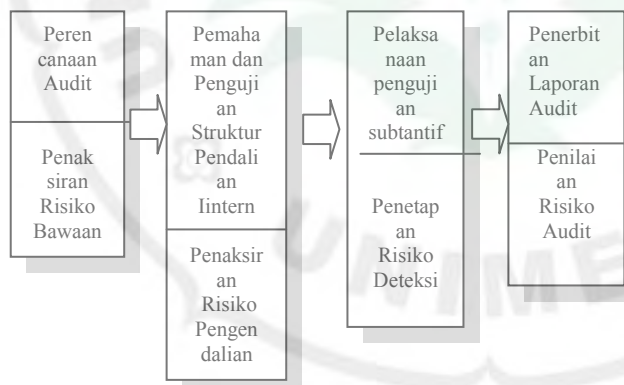 Peren
canaan
Audit
Penak
siran
Risiko
Bawaan
Pemaha
man dan
Penguji
an
Struktur
Pendali
an
Iintern
Penaksir
an
Risiko
Pengen
dalian
Pelaksa
naan
penguji
an
subtantif
Penetap
an
Risiko
Deteksi
Penerbit
an
Laporan
Audit
Penilai
an
Risiko
Audit
UNIME